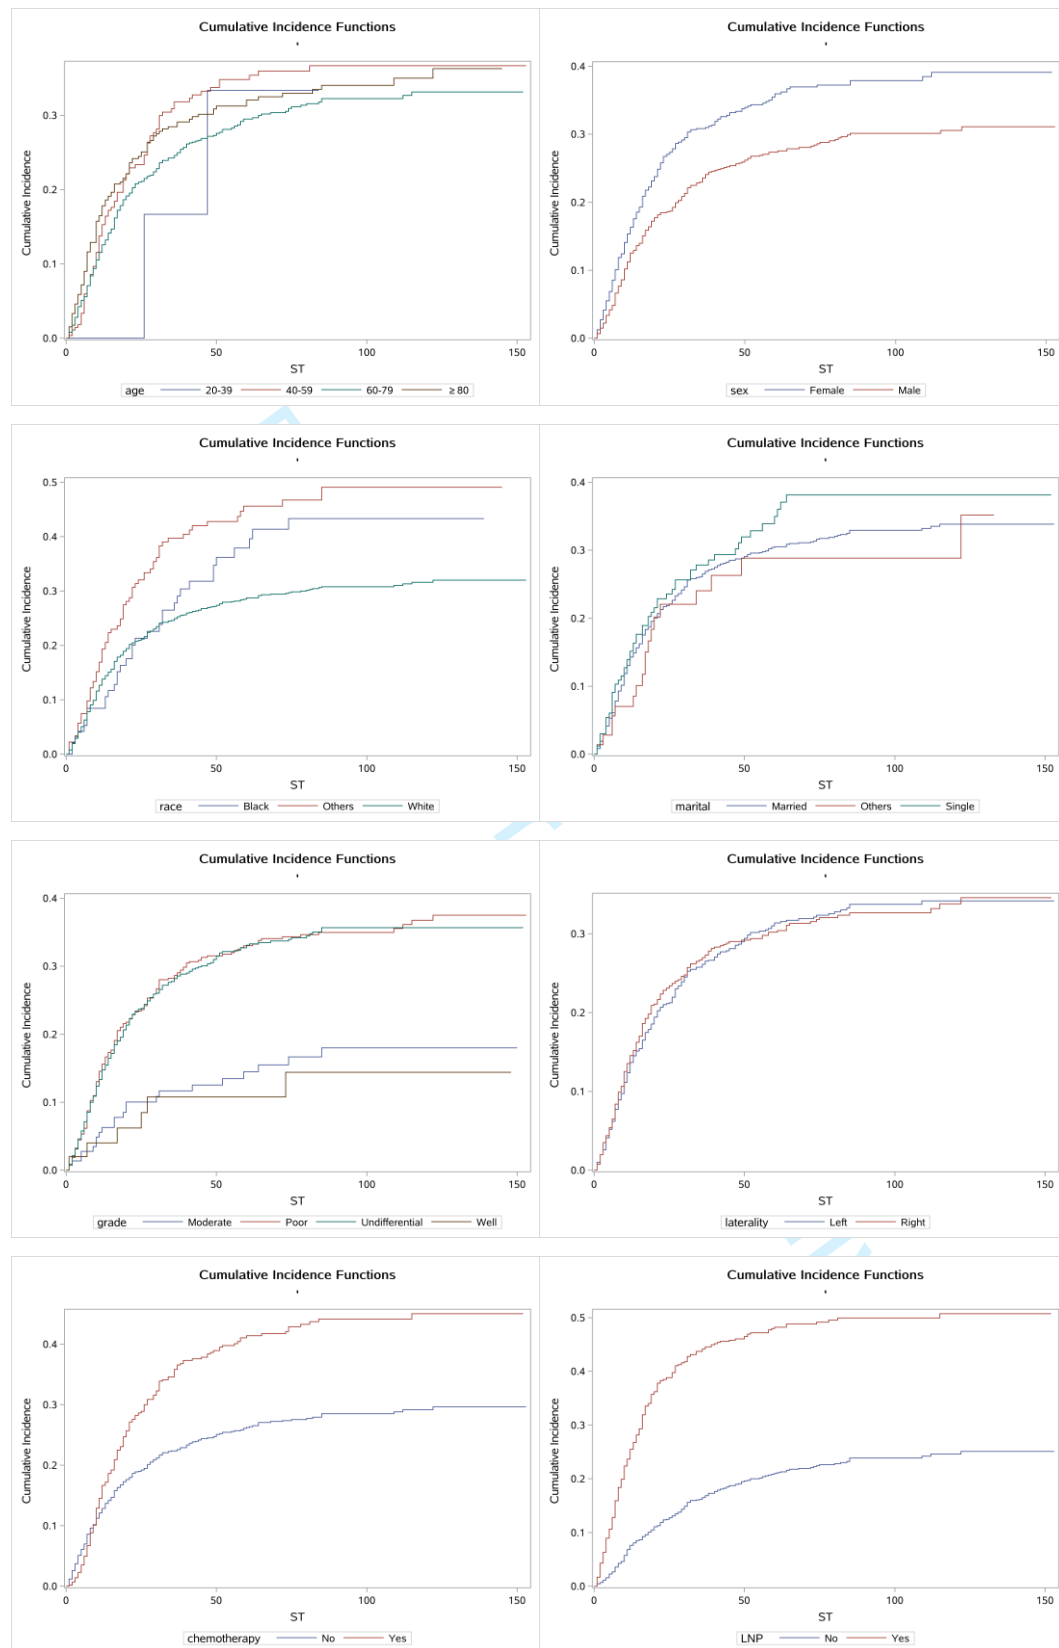 Cumulative Incidence Functions
Cumulative Incidence
0.3
0.2
0.1
0.0
0
50
100
150
ST
age 20-39 40-59 60-79 ≥ 80
Cumulative Incidence Functions
Cumulative Incidence
0.4
0.3
0.2
0.1
0.0
0
50
100
150
ST
sex Female Male
Cumulative Incidence Functions
Cumulative Incidence
0.5
0.4
0.3
0.2
0.1
0.0
0
50
100
150
ST
race Black Others White
Cumulative Incidence Functions
Cumulative Incidence
0.4
0.3
0.2
0.1
0.0
0
50
100
150
ST
marital Married Others Single
Cumulative Incidence Functions
Cumulative Incidence
0.4
0.3
0.2
0.1
0.0
0
50
100
150
ST
grade Moderate Poor Undifferential Well
Cumulative Incidence Functions
Cumulative Incidence
0.3
0.2
0.1
0.0
0
50
100
150
ST
laterality Left Right
Cumulative Incidence Functions
Cumulative Incidence
0.4
0.3
0.2
0.1
0.0
0
50
100
150
ST
chemotherapy No Yes
Cumulative Incidence Functions
Cumulative Incidence
0.5
0.4
0.3
0.2
0.1
0.0
0
50
100
150
ST
LNP No Yes